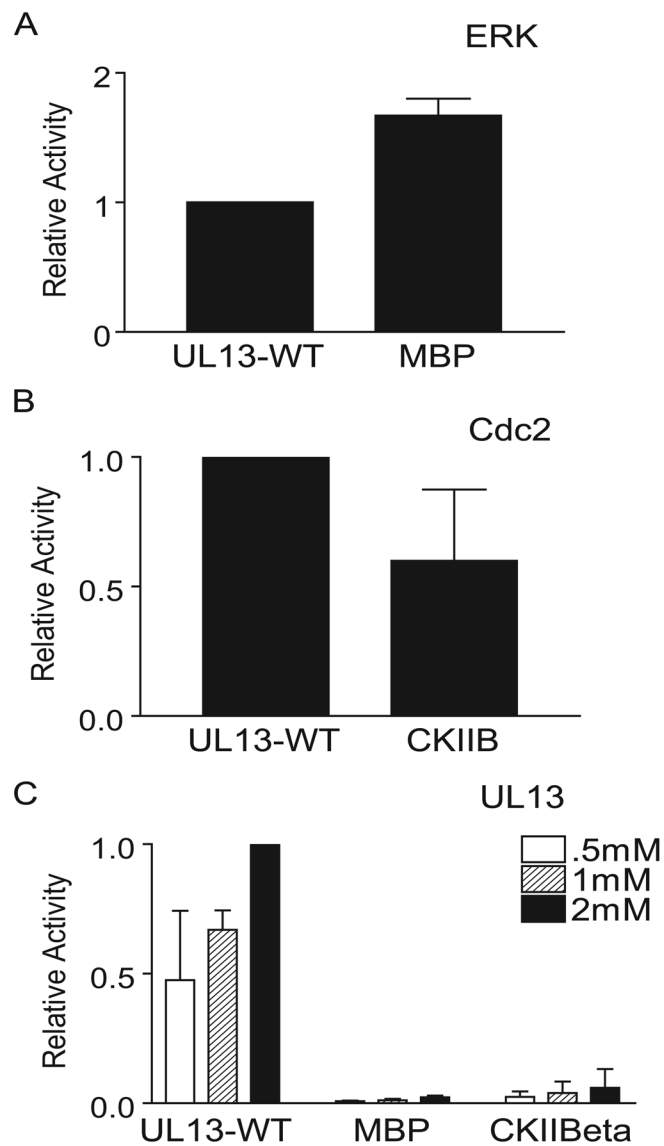 A
ERK
Relative Activity
2
1
0
UL13-WT MBP
B
Cdc2
Relative Activity
1.0
0.5
0.0
UL13-WT CKIIB
C
UL13
.5mM
1mM
2mM
Relative Activity
1.0
0.5
0.0
UL13-WT MBP CKIIBeta